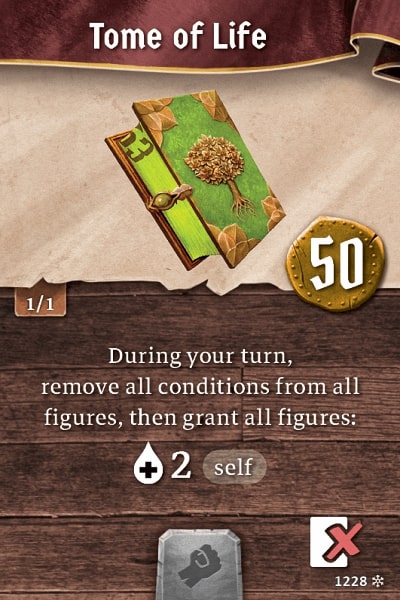 Tome of Life
53
50
1/1
During your turn,
remove all conditions from all
figures, then grant all figures:
2 self
1228